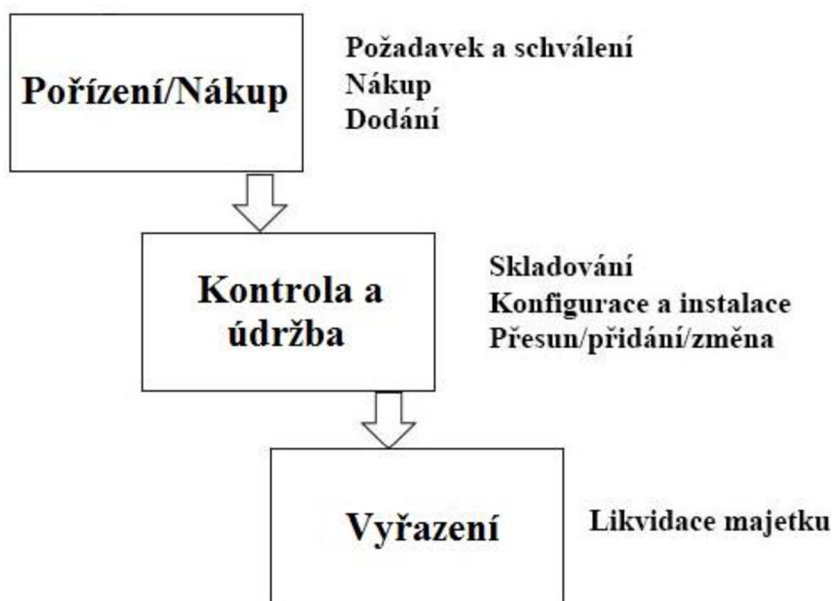 Pořízení/Nákup
Požadavek a schválení
Nákup
Dodání
Kontrola a
údržba
Skladování
Konfigurace a instalace
Přesun/přidání/změna
Vyřazení
Likvidace majetku